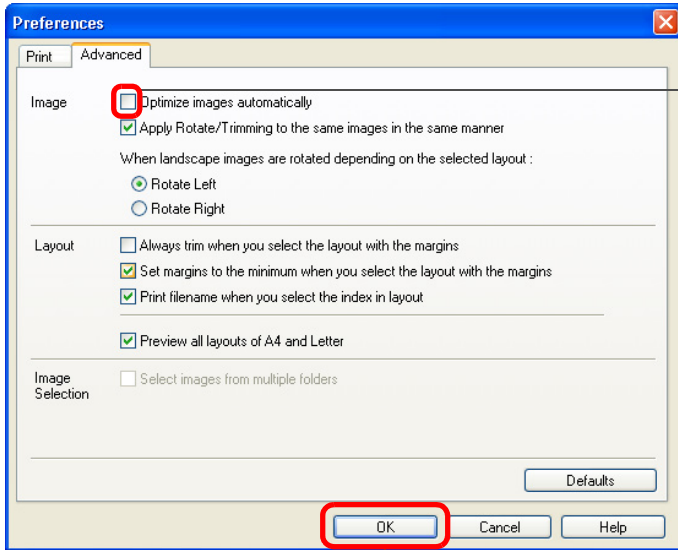 Preferences
Print Advanced
Image Optimize images automatically
Apply Rotate/Trimming to the same images in the same manner
When landscape images are rotated depending on the selected layout :
Rotate Left
Rotate Right
Layout Always trim when you select the layout with the margins
Set margins to the minimum when you select the layout with the margins
Print filename when you select the index in layout
Preview all layouts of A4 and Letter
Image Select images from multiple folders
Selection
Defaults
OK Cancel Help